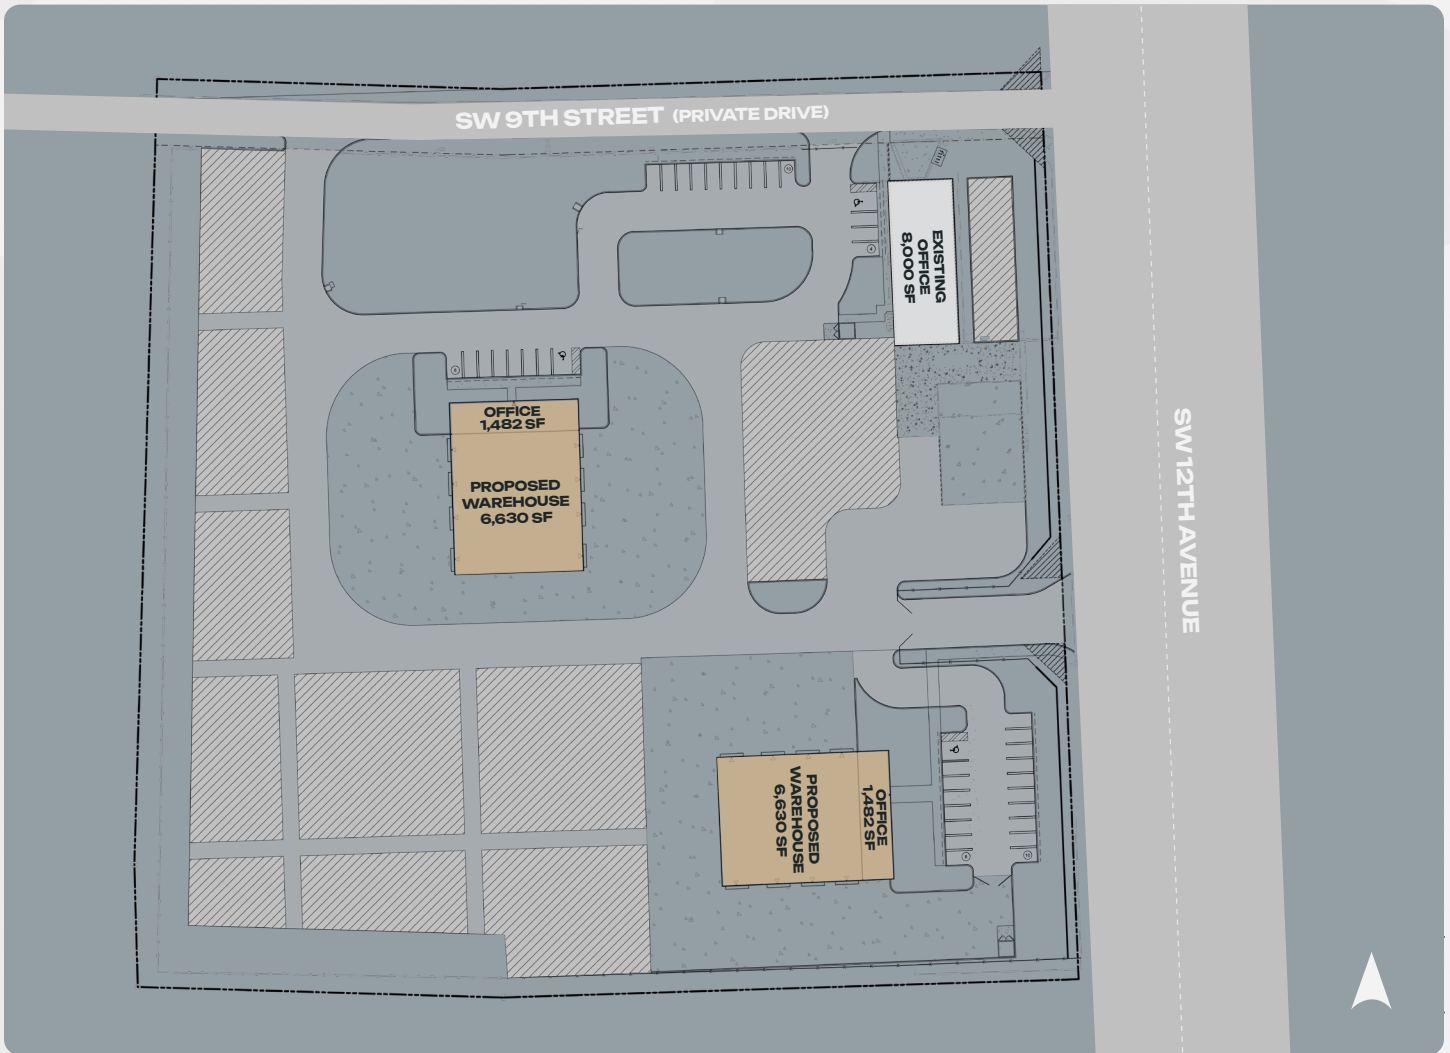 SW 9TH STREET (PRIVATE DRIVE)
EXISTING
OFFICE
8,000 SF
OFFICE
1,482 SF
PROPOSED
WAREHOUSE
6,630 SF
SW 12TH AVENUE
OFFICE
1,482 SF
PROPOSED
WAREHOUSE
6,630 SF